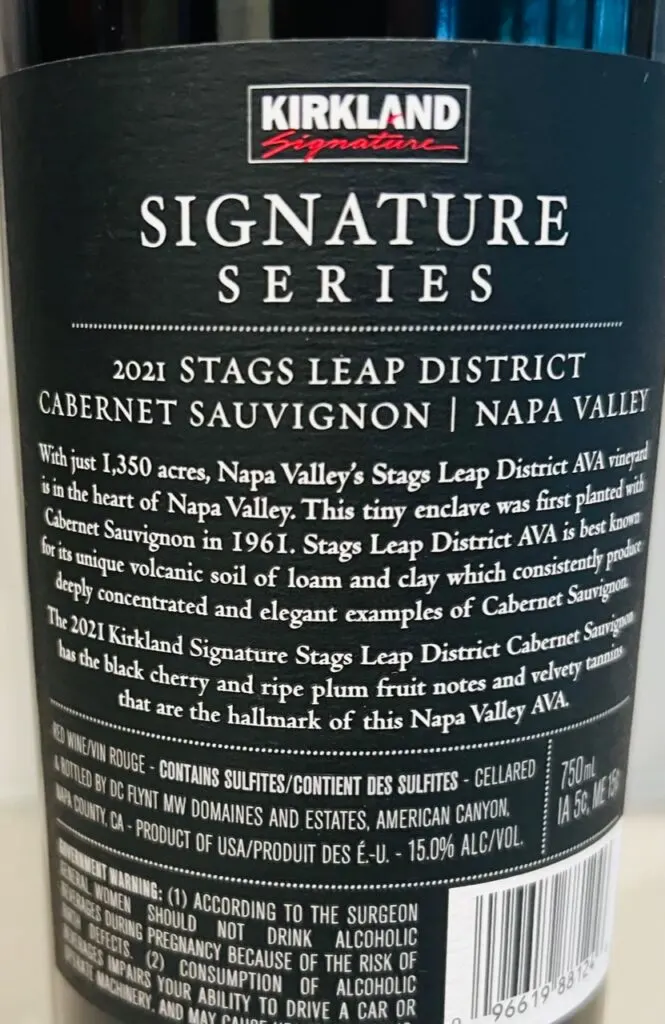 KIRKLAND
Signature
SIGNATURE
SERIES
2021 STAGS LEAP DISTRICT
CABERNET SAUVIGNON | NAPA VALLEY
With just 1,350 acres, Napa Valley's Stags Leap District AVA vineyard
is in the heart of Napa Valley. This tiny enclave was first planted with
Cabernet Sauvignon in 1961. Stags Leap District AVA is best known
for its unique volcanic soil of loam and clay which consistently produce
deeply concentrated and elegant examples of Cabernet Sauvignon.
The 2021 Kirkland Signature Stags Leap District Cabernet Sauvignon
has the black cherry and ripe plum fruit notes and velvety tannins
that are the hallmark of this Napa Valley AVA.
RED WINE/VIN ROUGE - CONTAINS SULFITES/CONTIENT DES SULFITES - CELLARED
& BOTTLED BY DC FLYNT MW DOMAINES AND ESTATES, AMERICAN CANYON,
NAPA COUNTY, CA - PRODUCT OF USA/PRODUIT DES É.-U. - 15.0% ALC/VOL.
750mL
IA 5¢, ME 15¢
GOVERNMENT WARNING: (1) ACCORDING TO THE SURGEON
GENERAL, WOMEN SHOULD NOT DRINK ALCOHOLIC
BEVERAGES DURING PREGNANCY BECAUSE OF THE RISK OF
BIRTH DEFECTS. (2) CONSUMPTION OF ALCOHOLIC
BEVERAGES IMPAIRS YOUR ABILITY TO DRIVE A CAR OR
OPERATE MACHINERY, AND MAY CAUSE
96619 88124